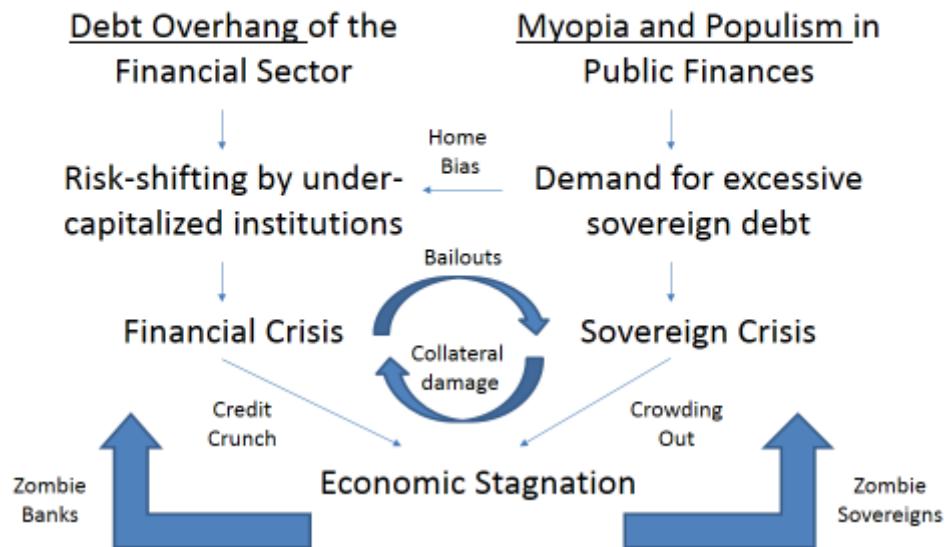 Debt Overhang of the
Financial Sector
Myopia and Populism in
Public Finances
Home
Bias
Risk-shifting by under-
capitalized institutions
Demand for excessive
sovereign debt
Bailouts
Financial Crisis
Sovereign Crisis
Collateral
damage
Credit
Crunch
Crowding
Out
Economic Stagnation
Zombie
Banks
Zombie
Sovereigns